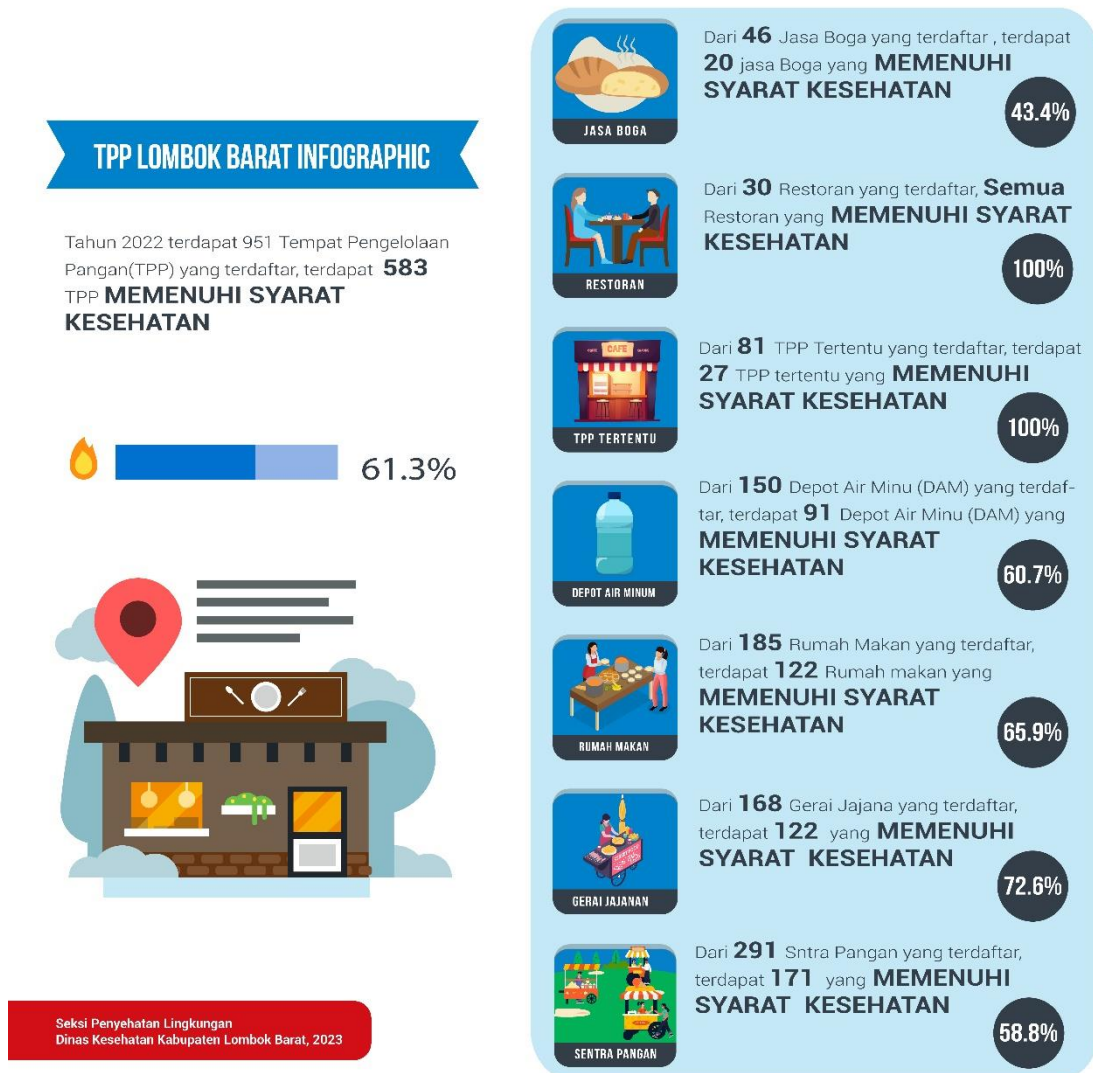 TPP LOMBOK BARAT INFOGRAPHIC
Tahun 2022 terdapat 951 Tempat Pengelolaan
Pangan(TPP) yang terdaftar, terdapat 583
TPP MEMENUHI SYARAT
KESEHATAN
61.3%
Seksi Penyehatan Lingkungan
Dinas Kesehatan Kabupaten Lombok Barat, 2023
JASA BOGA
Dari 46 Jasa Boga yang terdaftar , terdapat
20 jasa Boga yang MEMENUHI
SYARAT KESEHATAN
43.4%
RESTORAN
Dari 30 Restoran yang terdaftar, Semua
Restoran yang MEMENUHI SYARAT
KESEHATAN
100%
CAFE
TPP TERTENTU
Dari 81 TPP Tertentu yang terdaftar, terdapat
27 TPP tertentu yang MEMENUHI
SYARAT KESEHATAN
100%
DEPOT AIR MINUM
Dari 150 Depot Air Minu (DAM) yang terdaf-
tar, terdapat 91 Depot Air Minu (DAM) yang
MEMENUHI SYARAT
KESEHATAN
60.7%
RUMAH MAKAN
Dari 185 Rumah Makan yang terdaftar,
terdapat 122 Rumah makan yang
MEMENUHI SYARAT
KESEHATAN
65.9%
GERAI JAJANAN
Dari 168 Gerai Jajana yang terdaftar,
terdapat 122 yang MEMENUHI
SYARAT KESEHATAN
72.6%
SENTRA PANGAN
Dari 291 Sntra Pangan yang terdaftar,
terdapat 171 yang MEMENUHI
SYARAT KESEHATAN
58.8%